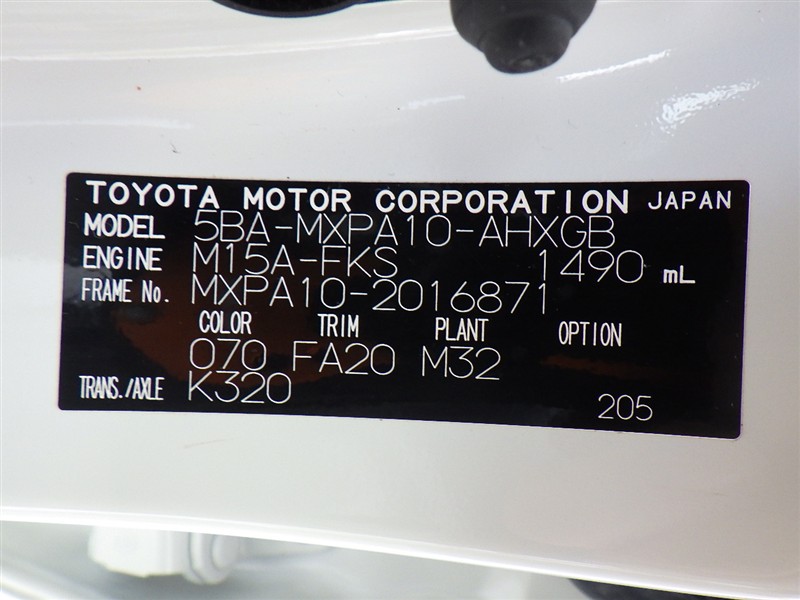 TOYOTA MOTOR CORPORATION JAPAN
MODEL 5BA-MXPA10-AHXGB
ENGINE M15A-FKS 1490 mL
FRAME No. MXPA10-2016871
COLOR TRIM PLANT OPTION
070 FA20 M32
TRANS./AXLE K320
205